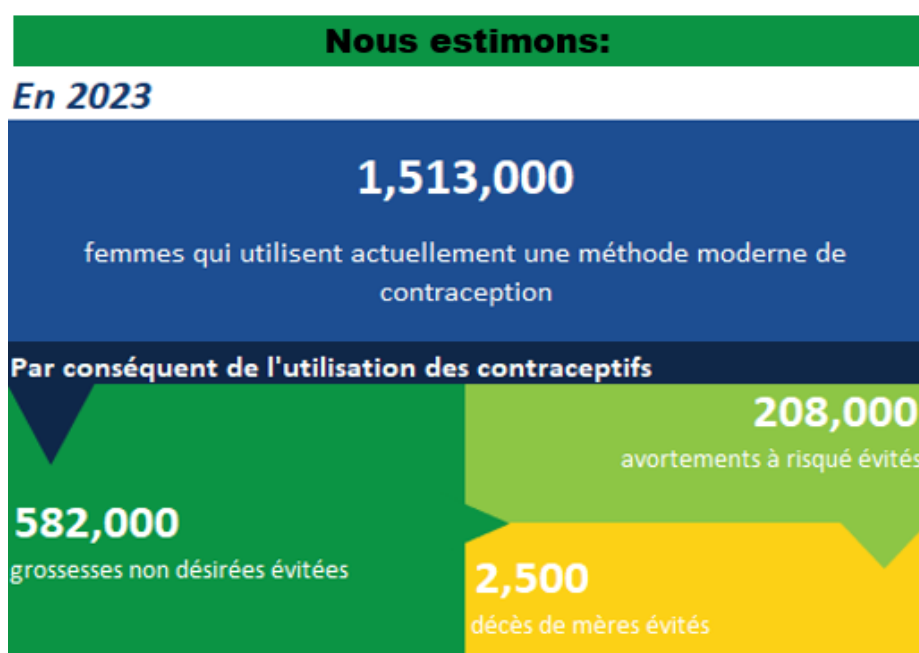 Nous estimons:
En 2023
1,513,000
femmes qui utilisent actuellement une méthode moderne de
contraception
Par conséquent de l'utilisation des contraceptifs
208,000
avortements à risqué évités
582,000
grossesses non désirées évitées
2,500
décès de mères évités